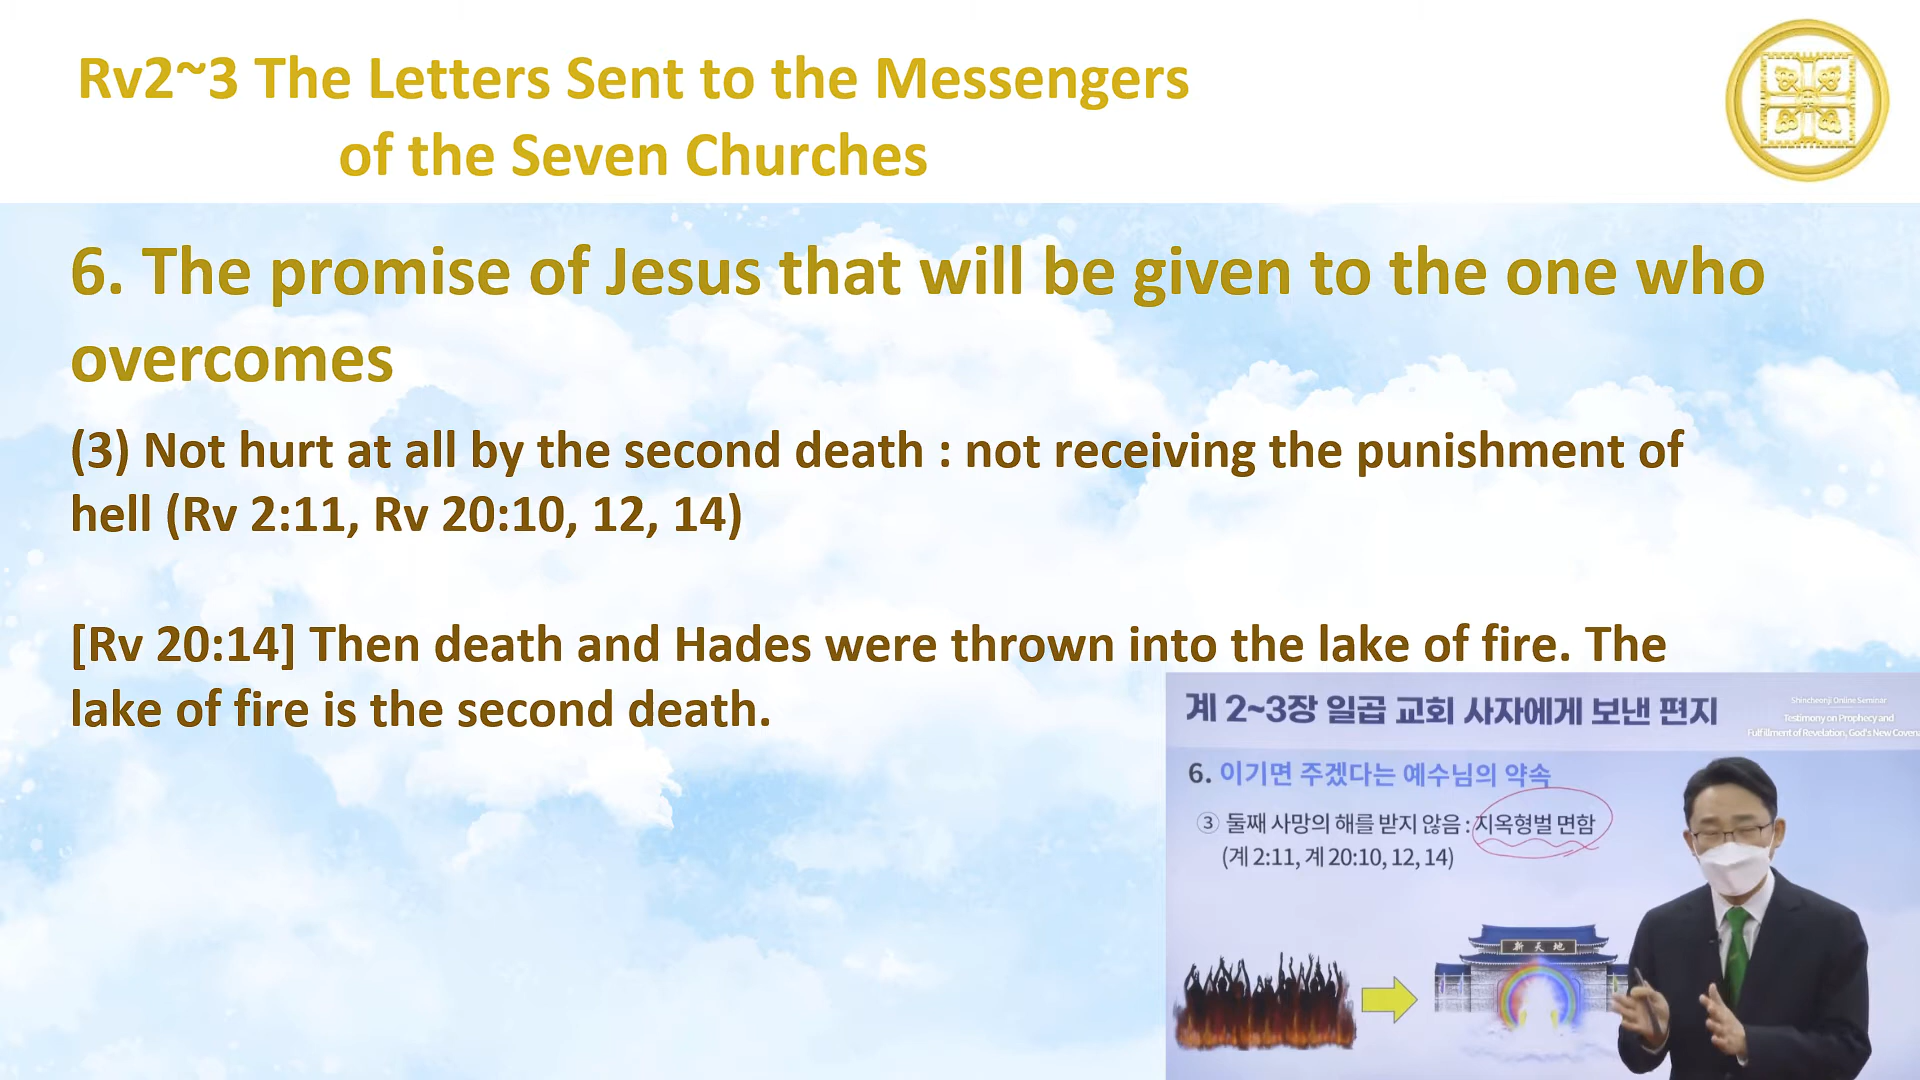 Rv2~3 The Letters Sent to the Messengers
of the Seven Churches
6. The promise of Jesus that will be given to the one who
overcomes
(3) Not hurt at all by the second death : not receiving the punishment of
hell (Rv 2:11, Rv 20:10, 12, 14)
[Rv 20:14] Then death and Hades were thrown into the lake of fire. The
lake of fire is the second death.
계 2~3장 일곱 교회 사자에게 보낸 편지
Shincheonji Online Seminar
Testimony on Prophecy and
Fulfillment of Revelation, God's New Covena
6. 이기면 주겠다는 예수님의 약속
③ 둘째 사망의 해를 받지 않음 : 지옥형벌 면함
(계 2:11, 계 20:10, 12, 14)
新天地